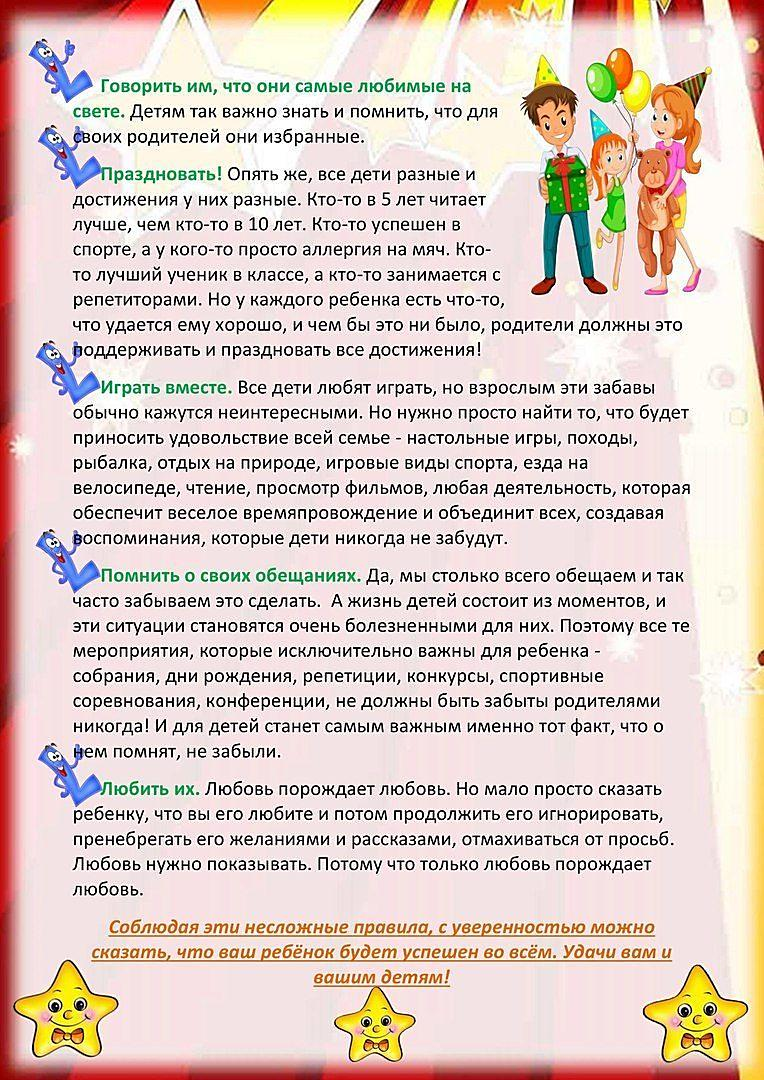 Говорить им, что они самые любимые на
свете. Детям так важно знать и помнить, что для
своих родителей они избранные.
Праздновать! Опять же, все дети разные и
достижения у них разные. Кто-то в 5 лет читает
лучше, чем кто-то в 10 лет. Кто-то успешен в
спорте, а у кого-то просто аллергия на мяч. Кто-
то лучший ученик в классе, а кто-то занимается с
репетиторами. Но у каждого ребенка есть что-то,
что удается ему хорошо, и чем бы это ни было, родители должны это
поддерживать и праздновать все достижения!
Играть вместе. Все дети любят играть, но взрослым эти забавы
обычно кажутся неинтересными. Но нужно просто найти то, что будет
приносить удовольствие всей семье - настольные игры, походы,
рыбалка, отдых на природе, игровые виды спорта, езда на
велосипеде, чтение, просмотр фильмов, любая деятельность, которая
обеспечит веселое времяпровождение и объединит всех, создавая
воспоминания, которые дети никогда не забудут.
Помнить о своих обещаниях. Да, мы столько всего обещаем и так
часто забываем это сделать. А жизнь детей состоит из моментов, и
эти ситуации становятся очень болезненными для них. Поэтому все те
мероприятия, которые исключительно важны для ребенка -
собрания, дни рождения, репетиции, конкурсы, спортивные
соревнования, конференции, не должны быть забыты родителями
никогда! И для детей станет самым важным именно тот факт, что о
нем помнят, не забыли.
Любить их. Любовь порождает любовь. Но мало просто сказать
ребенку, что вы его любите и потом продолжить его игнорировать,
пренебрегать его желаниями и рассказами, отмахиваться от просьб.
Любовь нужно показывать. Потому что только любовь порождает
любовь.
Соблюдая эти несложные правила, с уверенностью можно
сказать, что ваш ребёнок будет успешен во всём. Удачи вам и
вашим детям!